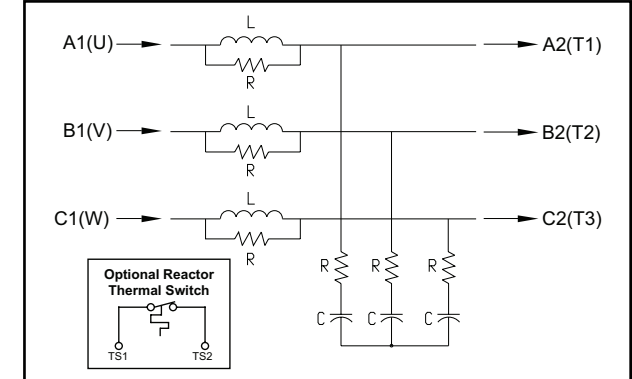 L
A1(U) A2(T1)
R
L
B1(V) B2(T2)
R
L
C1(W) C2(T3)
R
Optional Reactor
Thermal Switch
TS1 TS2
R R R
C C C